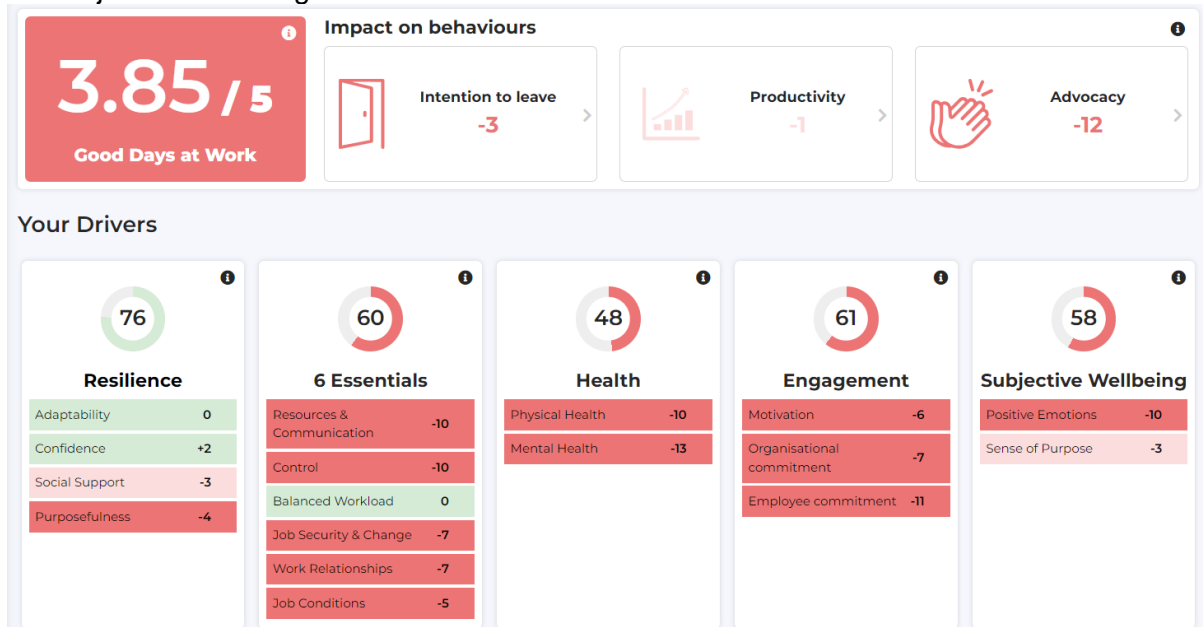 Impact on behaviours
3.85 / 5
Good Days at Work
Intention to leave
-3
Productivity
-1
Advocacy
-12
Your Drivers
76
Resilience
Adaptability 0
Confidence +2
Social Support -3
Purposefulness -4
60
6 Essentials
Resources &
Communication -10
Control -10
Balanced Workload 0
Job Security & Change -7
Work Relationships -7
Job Conditions -5
48
Health
Physical Health -10
Mental Health -13
61
Engagement
Motivation -6
Organisational
commitment -7
Employee commitment -11
58
Subjective Wellbeing
Positive Emotions -10
Sense of Purpose -3